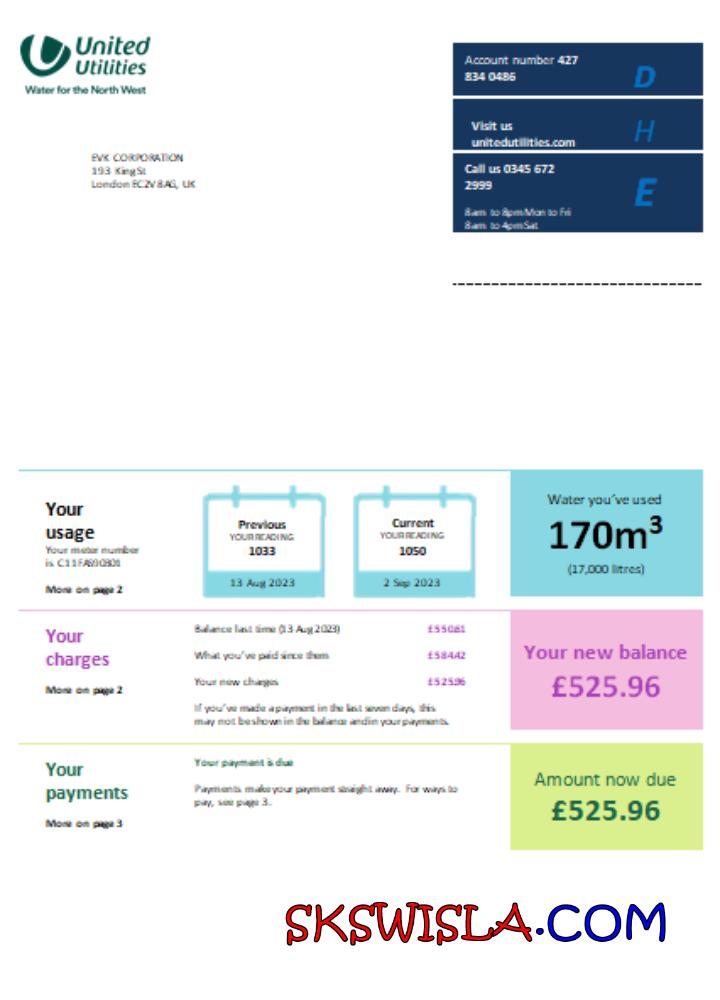 United
Utilities
Water for the North West
Account number 427
834 0486
D
Visit us
unitedutilities.com
H
Call us 0345 672
2999
E
8am to 8pm Mon to Fri
8am to 4pm Sat
EVK CORPORATION
193 King St
London EC2V 8AG, UK
Your
usage
Your meter number
is C11FA690301
More on page 2
Previous
YOUR READING
1033
13 Aug 2023
Current
YOUR READING
1050
2 Sep 2023
Water you've used
170m³
(17,000 litres)
Your
charges
More on page 2
Balance last time (13 Aug 2023) £550.61
What you've paid since them £584.42
Your new charges £525.96
If you've made a payment in the last seven days, this
may not be shown in the balance and in your payments.
Your new balance
£525.96
Your
payments
More on page 3
Your payment is due
Payments make your payment straight away. For ways to
pay, see page 3.
Amount now due
£525.96
SKSWISLA.COM